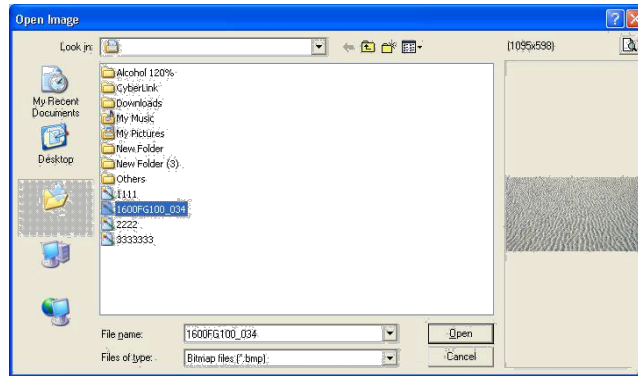 Open Image
Look in:
(1095x598)
My Recent
Documents
Desktop
Alcohol 120%
CyberLink
Downloads
My Music
My Pictures
New Folder
New Folder (3)
Others
1111
1600FG100_034
2222
3333333
File name:
1600FG100_034
Open
Files of type:
Bitmap files (*.bmp)
Cancel